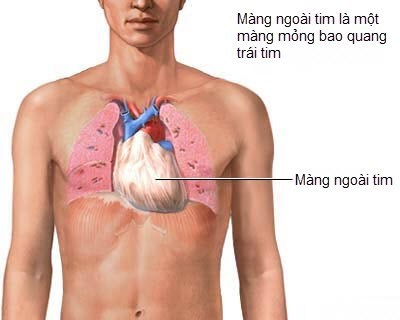 Màng ngoài tim là một
màng mỏng bao quang
trái tim
Màng ngoài tim